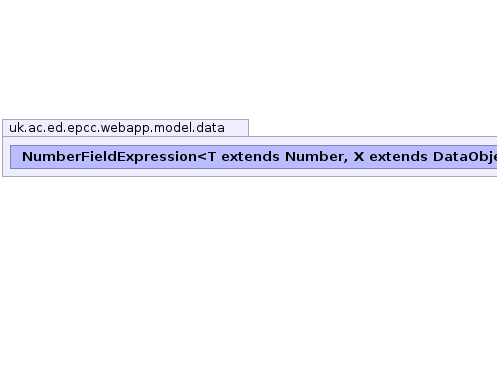 uk.ac.ed.epcc.webapp.model.data
NumberFieldExpression<T extends Number, X extends DataObje